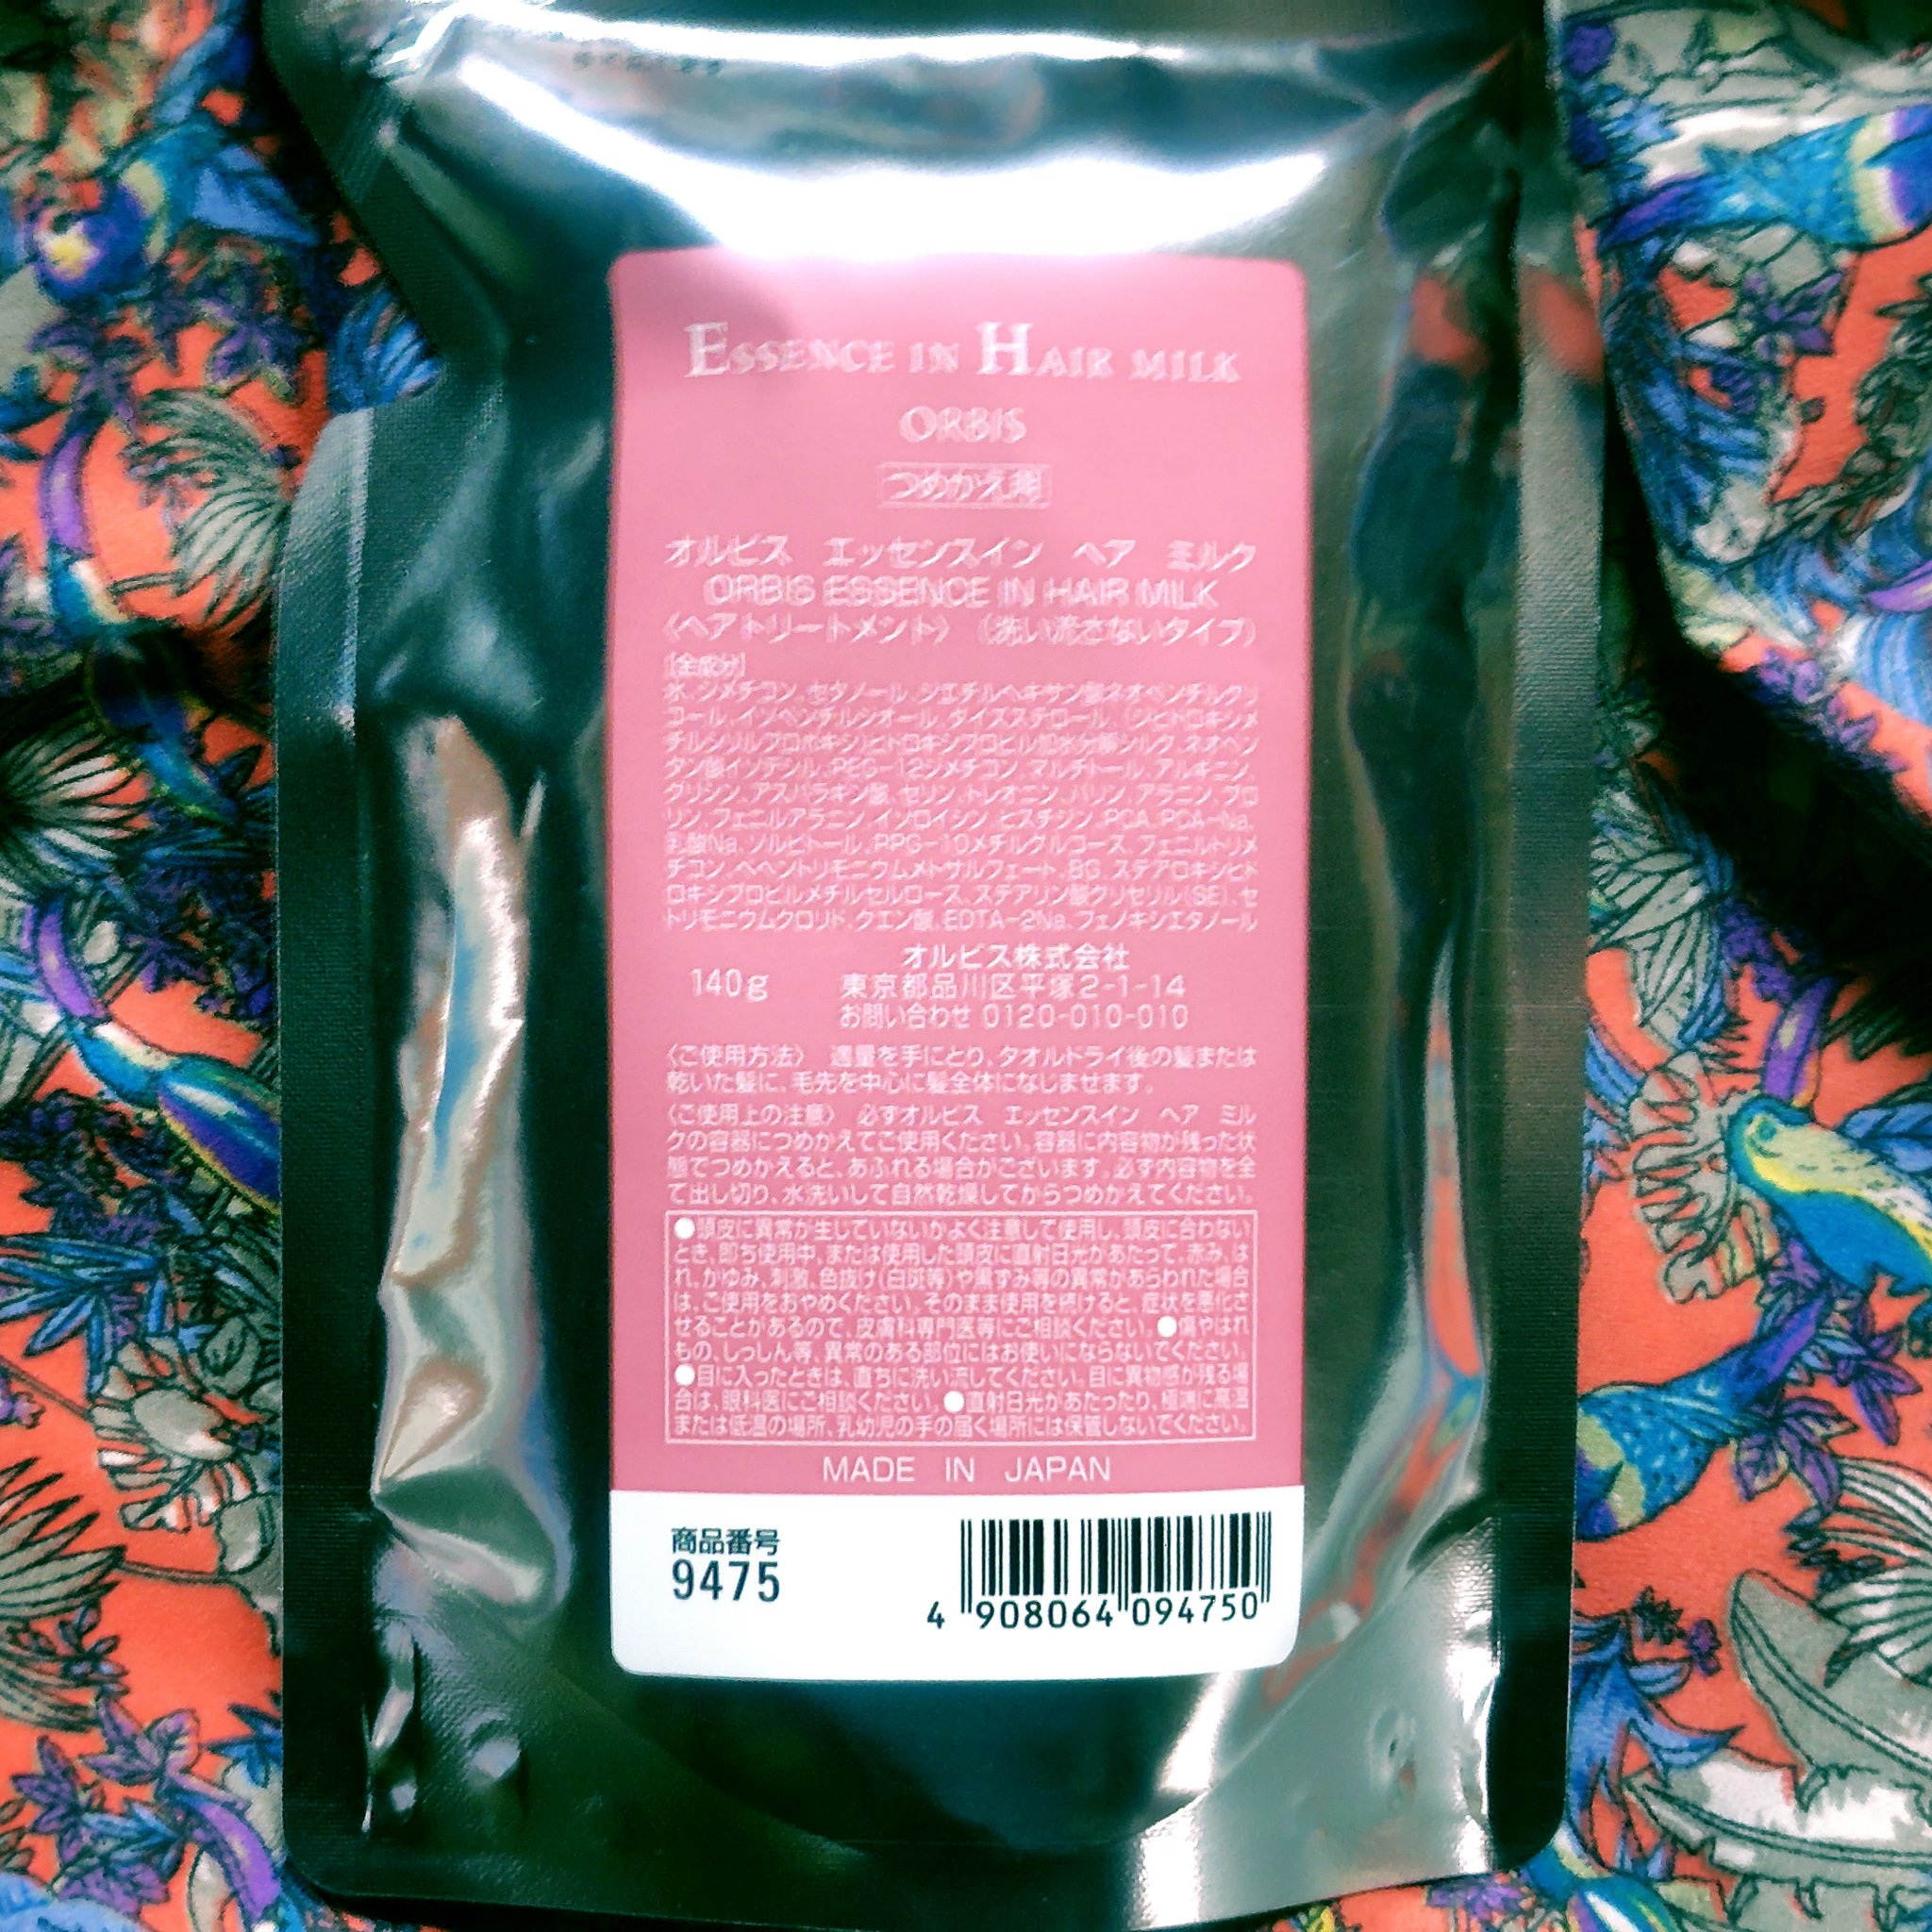 ESSENCE IN HAIR MILK
ORBIS
つめかえ用
オルビス エッセンスイン ヘア ミルク
ORBIS ESSENCE IN HAIR MILK
〈ヘアトリートメント〉（洗い流さないタイプ）
[全成分]
水、ジメチコン、セタノール、ジエチルヘキサン酸ネオペンチルグリ
コール、イソペンチルジオール、ダイズステロール、（ジヒドロキシメ
チルシリルプロポキシ）ヒドロキシプロピル加水分解シルク、ネオペン
タン酸イソデシル、PEG-12ジメチコン、マルチトール、アルギニン、
グリシン、アスパラギン酸、セリン、トレオニン、バリン、アラニン、プロ
リン、フェニルアラニン、イソロイシン、ヒスチジン、PCA、PCA-Na、
乳酸Na、ソルビトール、PPG-10メチルグルコース、フェニルトリメ
チコン、ベヘントリモニウムメトサルフェート、BG、ステアロキシヒド
ロキシプロピルメチルセルロース、ステアリン酸グリセリル（SE）、セ
トリモニウムクロリド、クエン酸、EDTA-2Na、フェノキシエタノール
オルビス株式会社
140g 東京都品川区平塚2-1-14
お問い合わせ 0120-010-010
〈ご使用方法〉 適量を手にとり、タオルドライ後の髪または
乾いた髪に、毛先を中心に髪全体になじませます。
〈ご使用上の注意〉 必ずオルビス エッセンスイン ヘア ミル
クの容器につめかえてご使用ください。容器に内容物が残った状
態でつめかえると、あふれる場合がございます。必ず内容物を全
て出し切り、水洗いして自然乾燥してからつめかえてください。
●頭皮に異常が生じていないかよく注意して使用し、頭皮に合わない
とき、即ち使用中、または使用した頭皮に直射日光があたって、赤み、は
れ、かゆみ、刺激、色抜け（白斑等）や黒ずみ等の異常があらわれた場合
は、ご使用をおやめください。そのまま使用を続けると、症状を悪化さ
せることがあるので、皮膚科専門医等にご相談ください。●傷やはれ
もの、しっしん等、異常のある部位にはお使いにならないでください。
●目に入ったときは、直ちに洗い流してください。目に異物感が残る場
合は、眼科医にご相談ください。●直射日光があたったり、極端に高温
または低温の場所、乳幼児の手の届く場所には保管しないでください。
MADE IN JAPAN
商品番号
9475
4 908064 094750